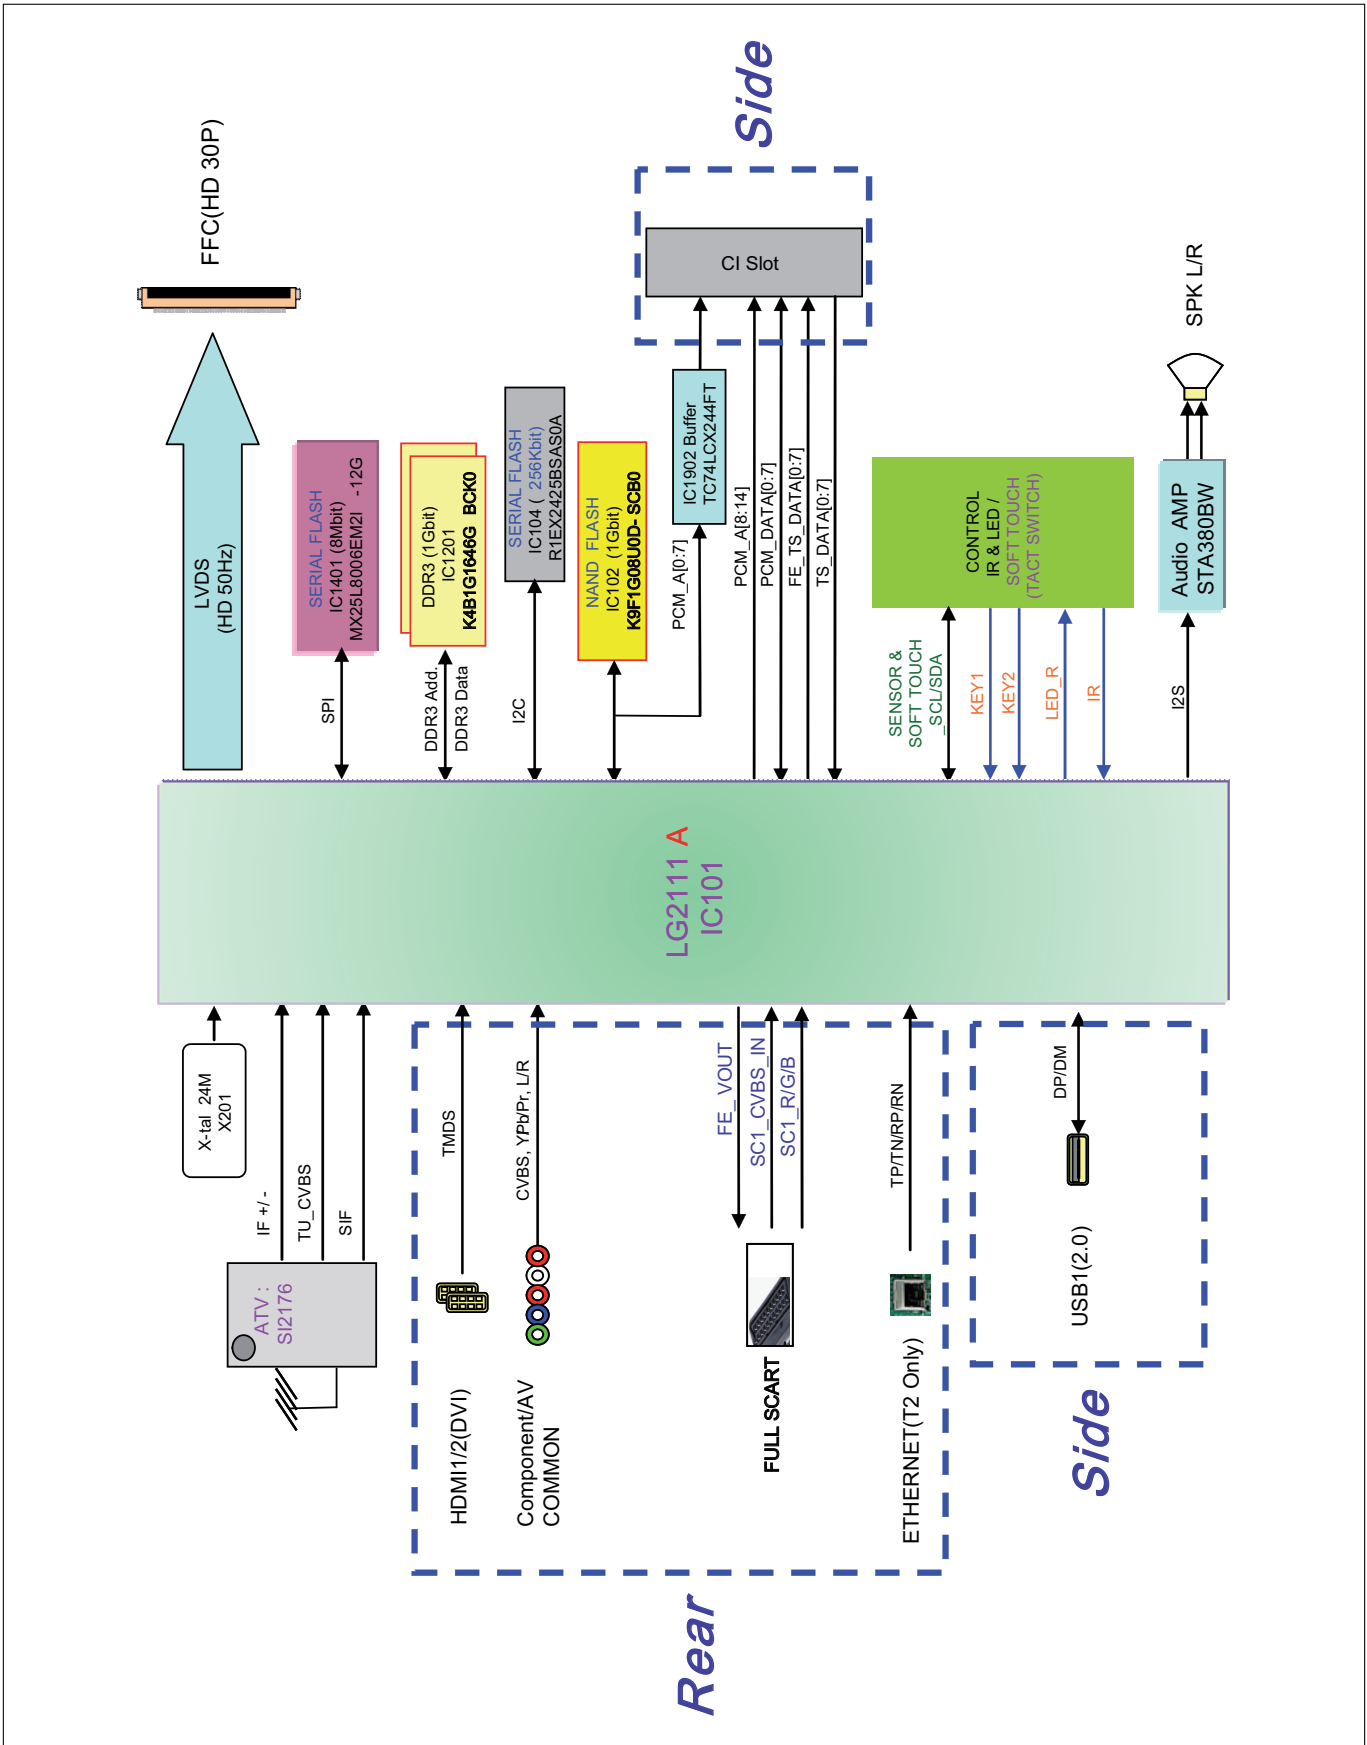 FFC(HD 30P)
LVDS
(HD 50Hz)
SERIAL FLASH
IC1401 (8Mbit)
MX25L8006EM2I -12G
SPI
DDR3 (1Gbit)
IC1201
K4B1G1646G BCK0
DDR3 Add.
DDR3 Data
SERIAL FLASH
IC104 ( 256Kbit)
R1EX2425BSAS0A
I2C
NAND FLASH
IC102 (1Gbit)
K9F1G08U0D- SCB0
IC1902 Buffer
TC74LCX244FT
PCM_A[0:7]
Side
CI Slot
PCM_A[8:14]
PCM_DATA[0:7]
FE_TS_DATA[0:7]
TS_DATA[0:7]
CONTROL
IR & LED /
SOFT TOUCH
(TACT SWITCH)
SENSOR &
SOFT TOUCH
_SCL/SDA
KEY1
KEY2
LED_R
IR
SPK L/R
Audio AMP
STA380BW
I2S
LG2111 A
IC101
X-tal 24M
X201
IF +/ -
TU_CVBS
SIF
ATV :
SI2176
TMDS
HDMI1/2(DVI)
CVBS, YPb/Pr, L/R
Component/AV
COMMON
FE_ VOUT
SC1_CVBS_IN
SC1_R/G/B
FULL SCART
TP/TN/RP/RN
ETHERNET(T2 Only)
Rear
DP/DM
USB1(2.0)
Side